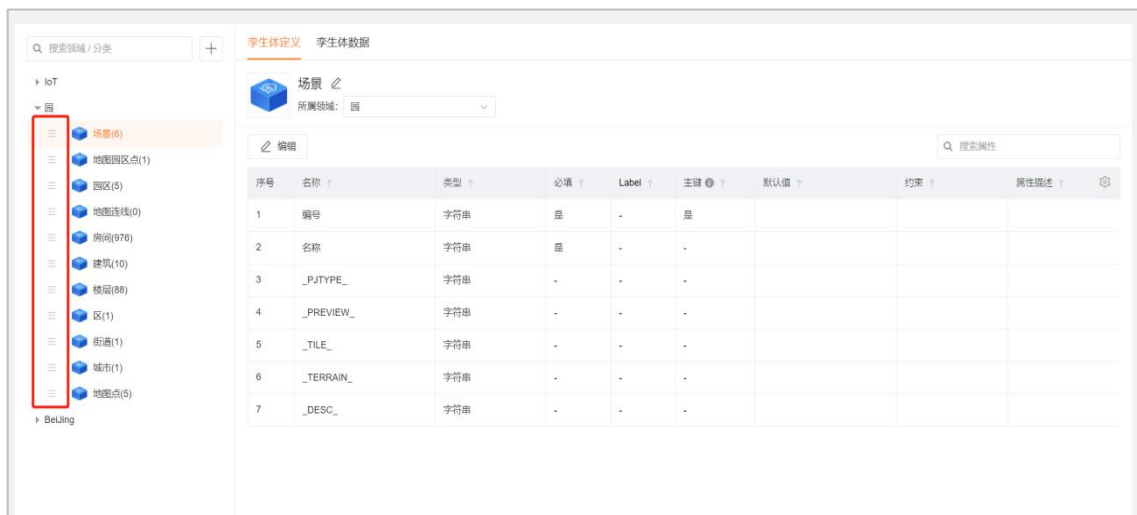 搜索领域 / 分类
IoT
园
场景(6)
地图园区点(1)
园区(5)
地图连线(0)
房间(976)
建筑(10)
楼层(88)
区(1)
街道(1)
城市(1)
地图点(5)
BeiJing
孪生体定义 孪生体数据
场景
所属领域: 园
编辑 搜索属性
序号 名称 类型 必填 Label 主键 默认值 约束 属性描述
1 编号 字符串 是 - 是
2 名称 字符串 是 - -
3 _PJTYPE_ 字符串 - - -
4 _PREVIEW_ 字符串 - - -
5 _TILE_ 字符串 - - -
6 _TERRAIN_ 字符串 - - -
7 _DESC_ 字符串 - - -